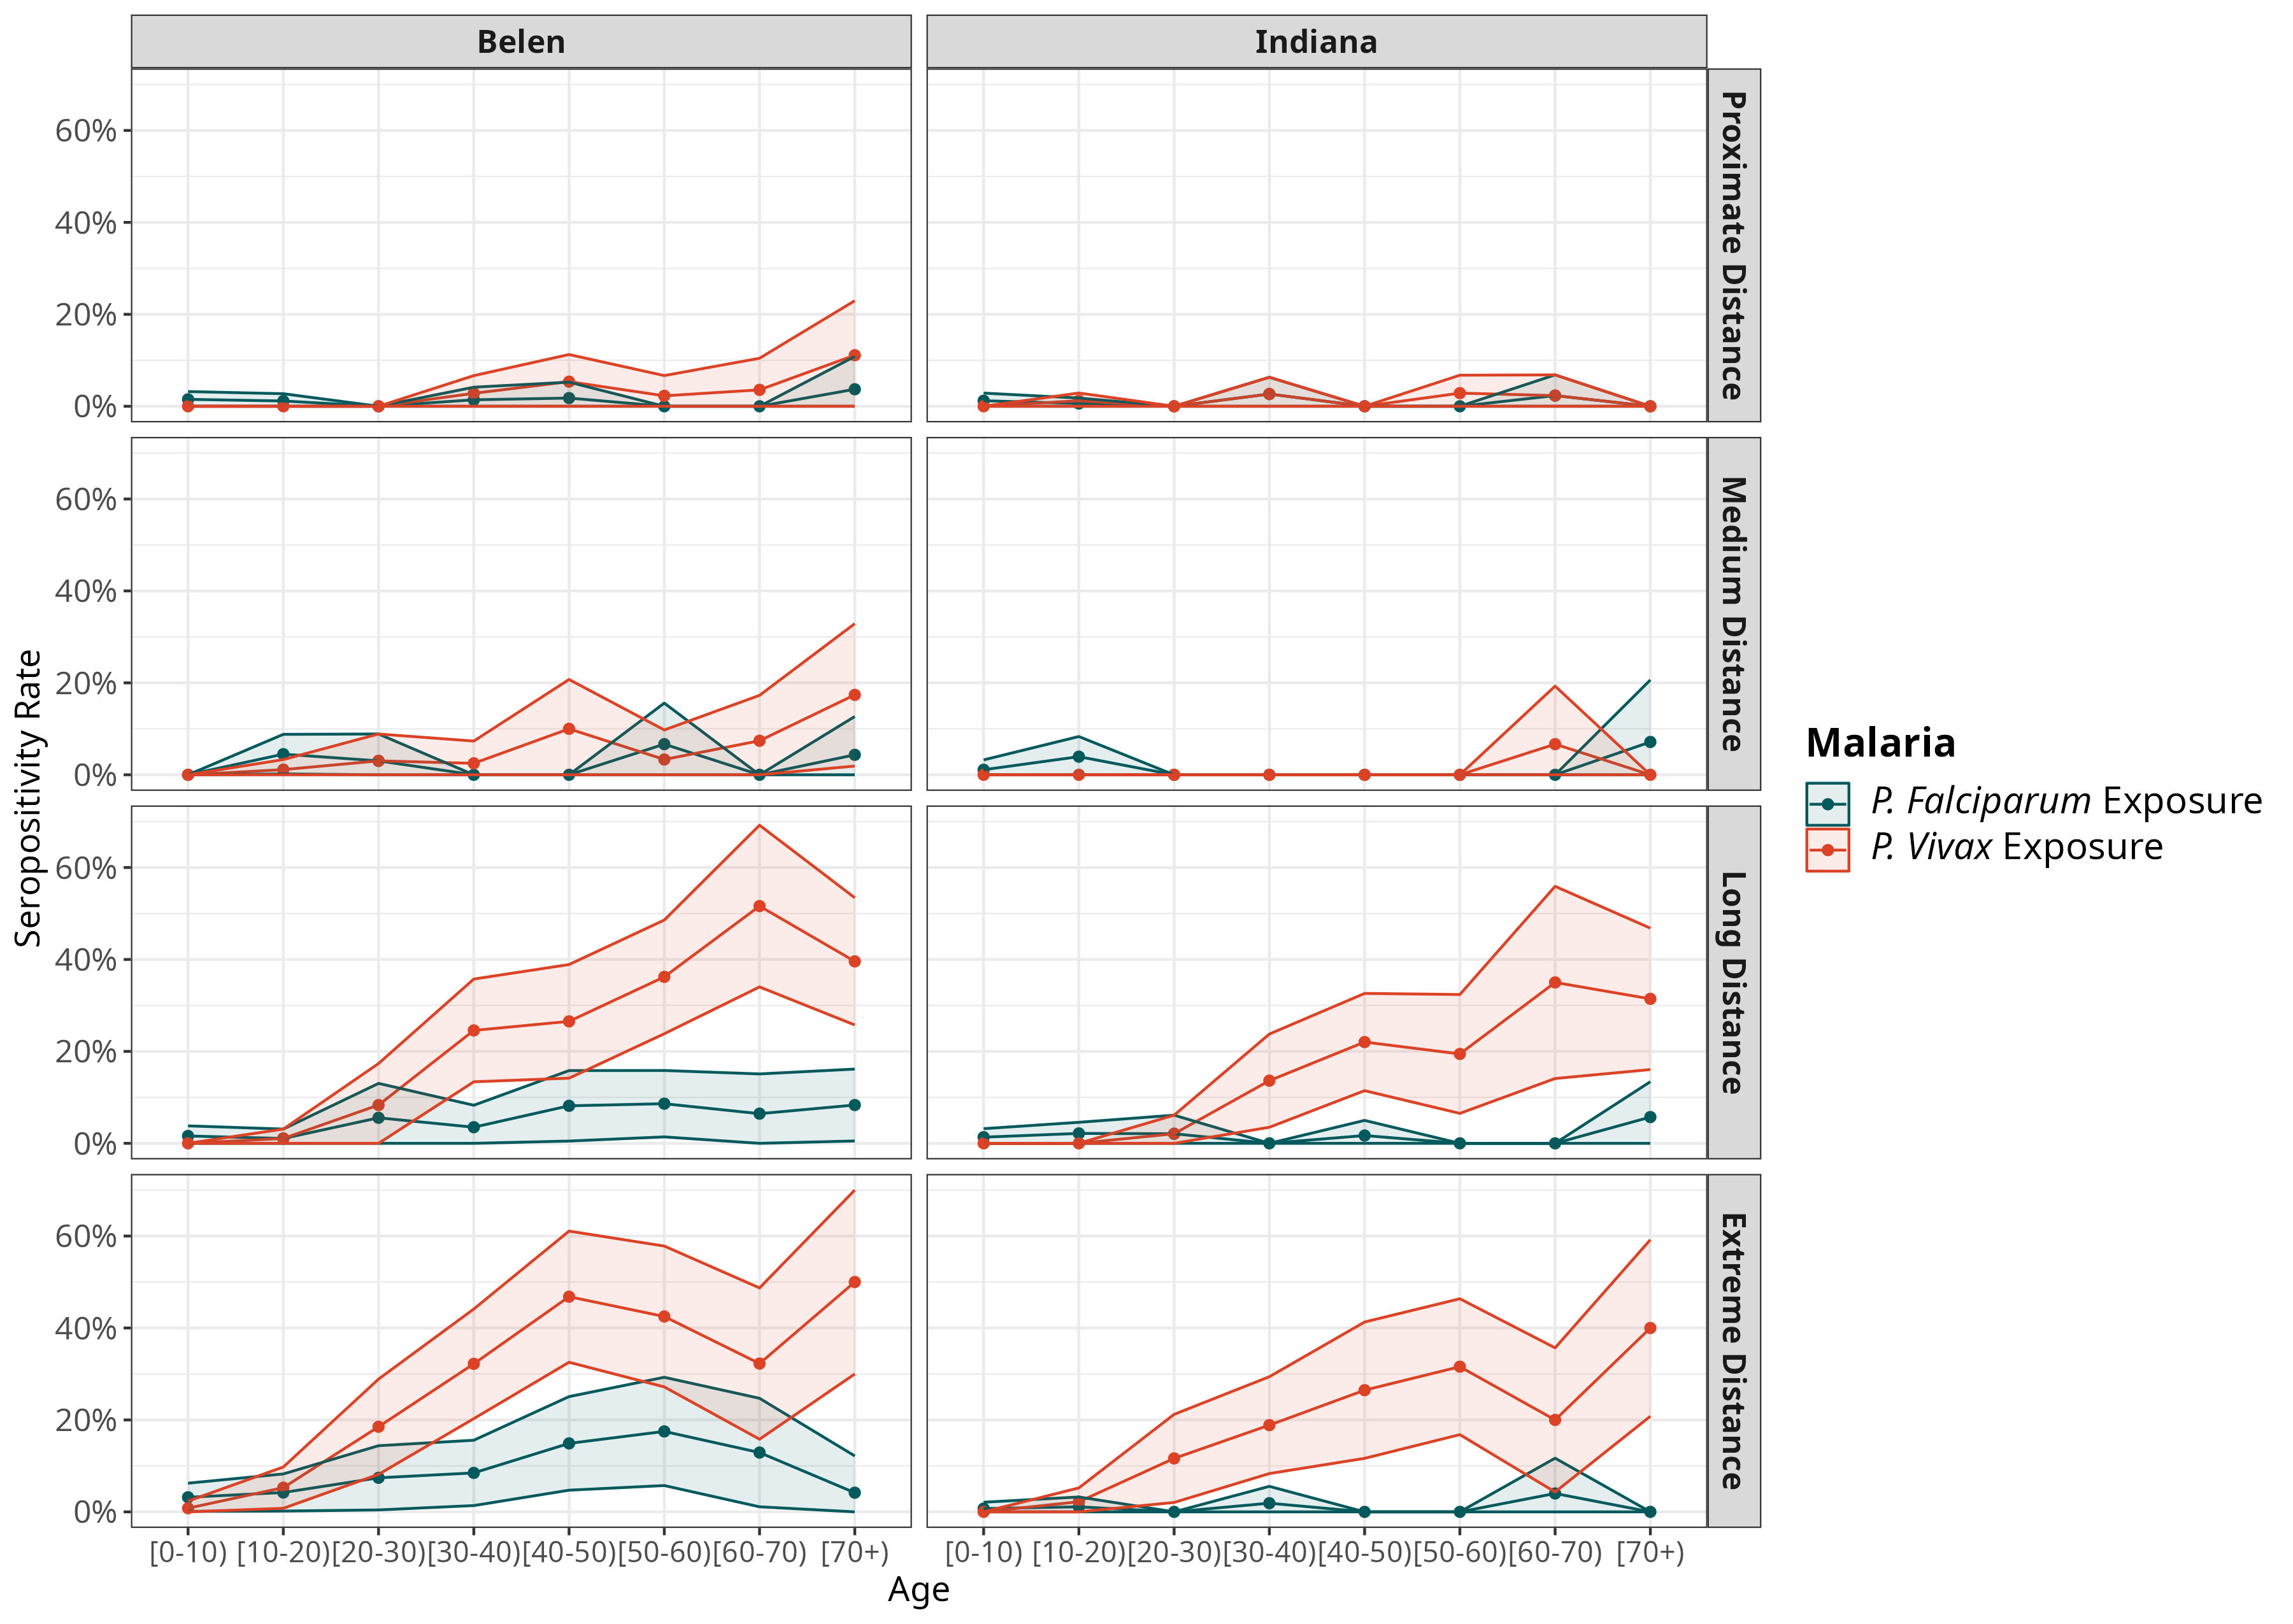 Belen
Indiana
60%
40%
20%
0%
Proximate Distance
60%
40%
20%
0%
Medium Distance
60%
40%
20%
0%
Long Distance
60%
40%
20%
0%
Extreme Distance
[0-10) [10-20) [20-30) [30-40) [40-50) [50-60) [60-70) [70+)
[0-10) [10-20) [20-30) [30-40) [40-50) [50-60) [60-70) [70+)
Age
Seropositivity Rate
Malaria
P. Falciparum Exposure
P. Vivax Exposure